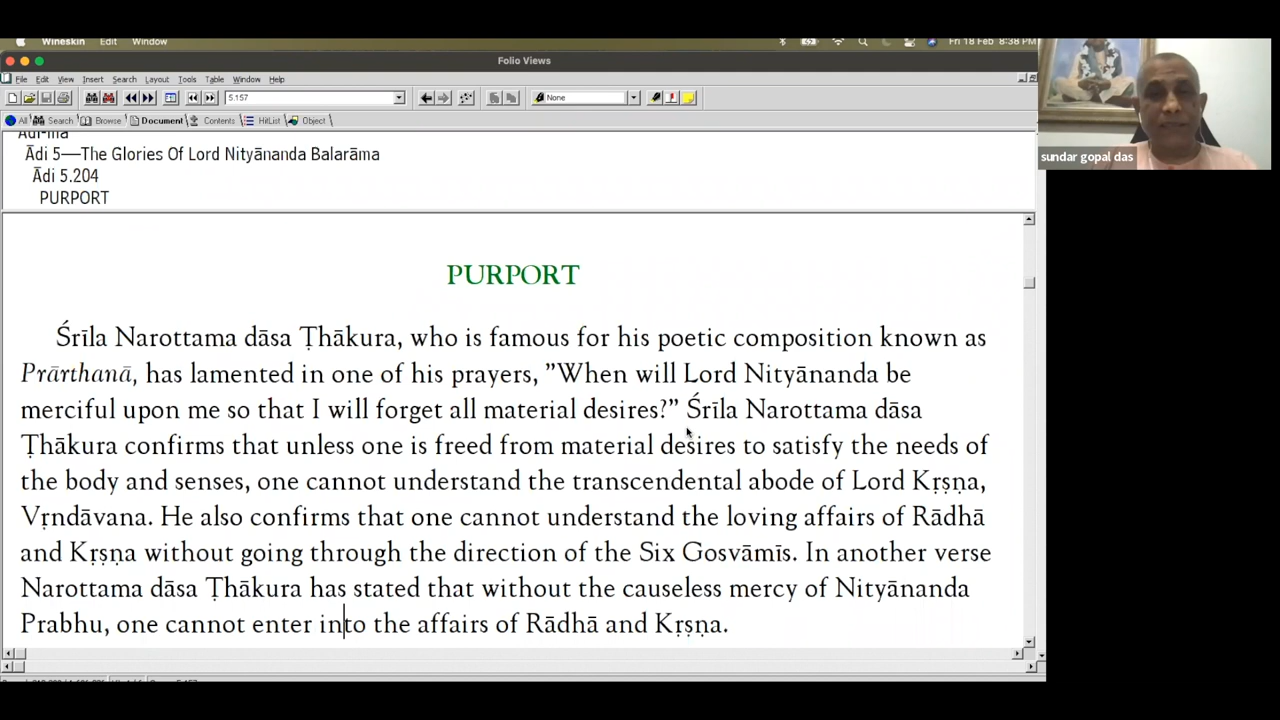 Wineskin Edit Window Fri 18 Feb 8:38 PM
Folio Views
File Edit View Insert Search Layout Tools Table Window Help
5.157 None
All Search Browse Document Contents HitList Object
Ādi 5—The Glories Of Lord Nityānanda Balarāma
Ādi 5.204
PURPORT
sundar gopal das
PURPORT
Śrīla Narottama dāsa Ṭhākura, who is famous for his poetic composition known as
Prārthanā, has lamented in one of his prayers, ”When will Lord Nityānanda be
merciful upon me so that I will forget all material desires?” Śrīla Narottama dāsa
Ṭhākura confirms that unless one is freed from material desires to satisfy the needs of
the body and senses, one cannot understand the transcendental abode of Lord Kṛṣṇa,
Vṛndāvana. He also confirms that one cannot understand the loving affairs of Rādhā
and Kṛṣṇa without going through the direction of the Six Gosvāmīs. In another verse
Narottama dāsa Ṭhākura has stated that without the causeless mercy of Nityānanda
Prabhu, one cannot enter into the affairs of Rādhā and Kṛṣṇa.